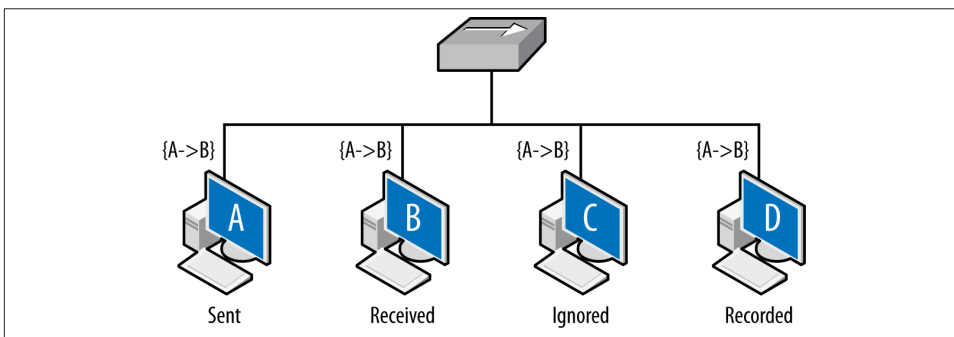 {A->B} {A->B} {A->B} {A->B}
A B C D
Sent Received Ignored Recorded